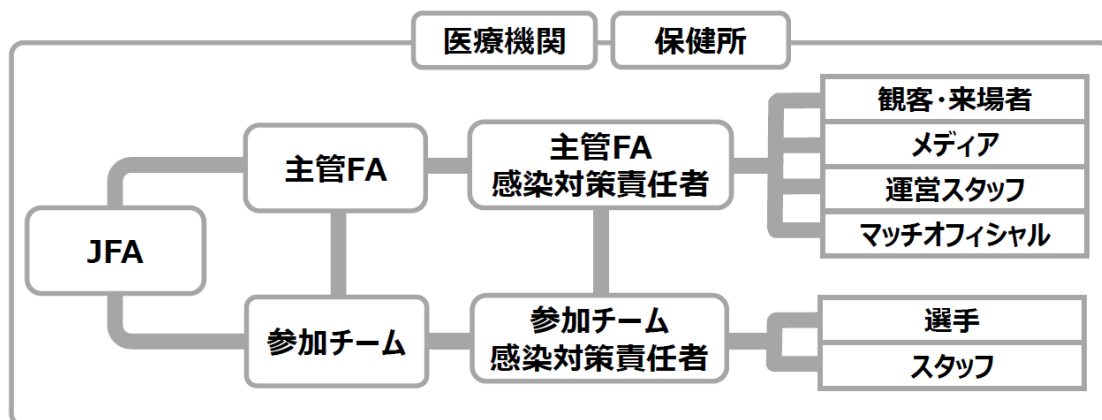 医療機関
保健所
JFA
主管FA
主管FA
感染対策責任者
観客・来場者
メディア
運営スタッフ
マッチオフィシャル
参加チーム
参加チーム
感染対策責任者
選手
スタッフ